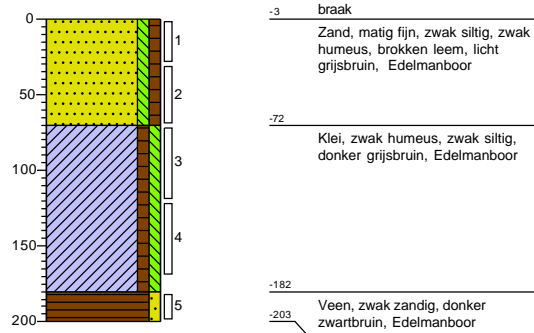 0
50
100
150
200
1
2
3
4
5
-3
braak
Zand, matig fijn, zwak siltig, zwak
humeus, brokken leem, licht
grijsbruin, Edelmanboor
-72
Klei, zwak humeus, zwak siltig,
donker grijsbruin, Edelmanboor
-182
Veen, zwak zandig, donker
zwartbruin, Edelmanboor
-203